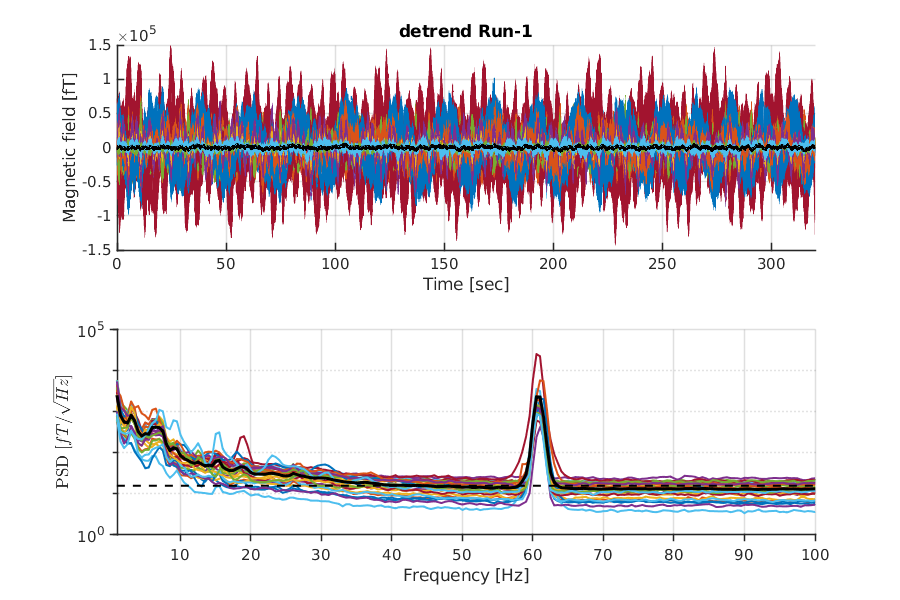 detrend Run-1
×10^5
1.5
1
0.5
0
-0.5
-1
-1.5
Magnetic field [fT]
0 50 100 150 200 250 300
Time [sec]
10^5
10^0
PSD [fT/√Hz]
10 20 30 40 50 60 70 80 90 100
Frequency [Hz]